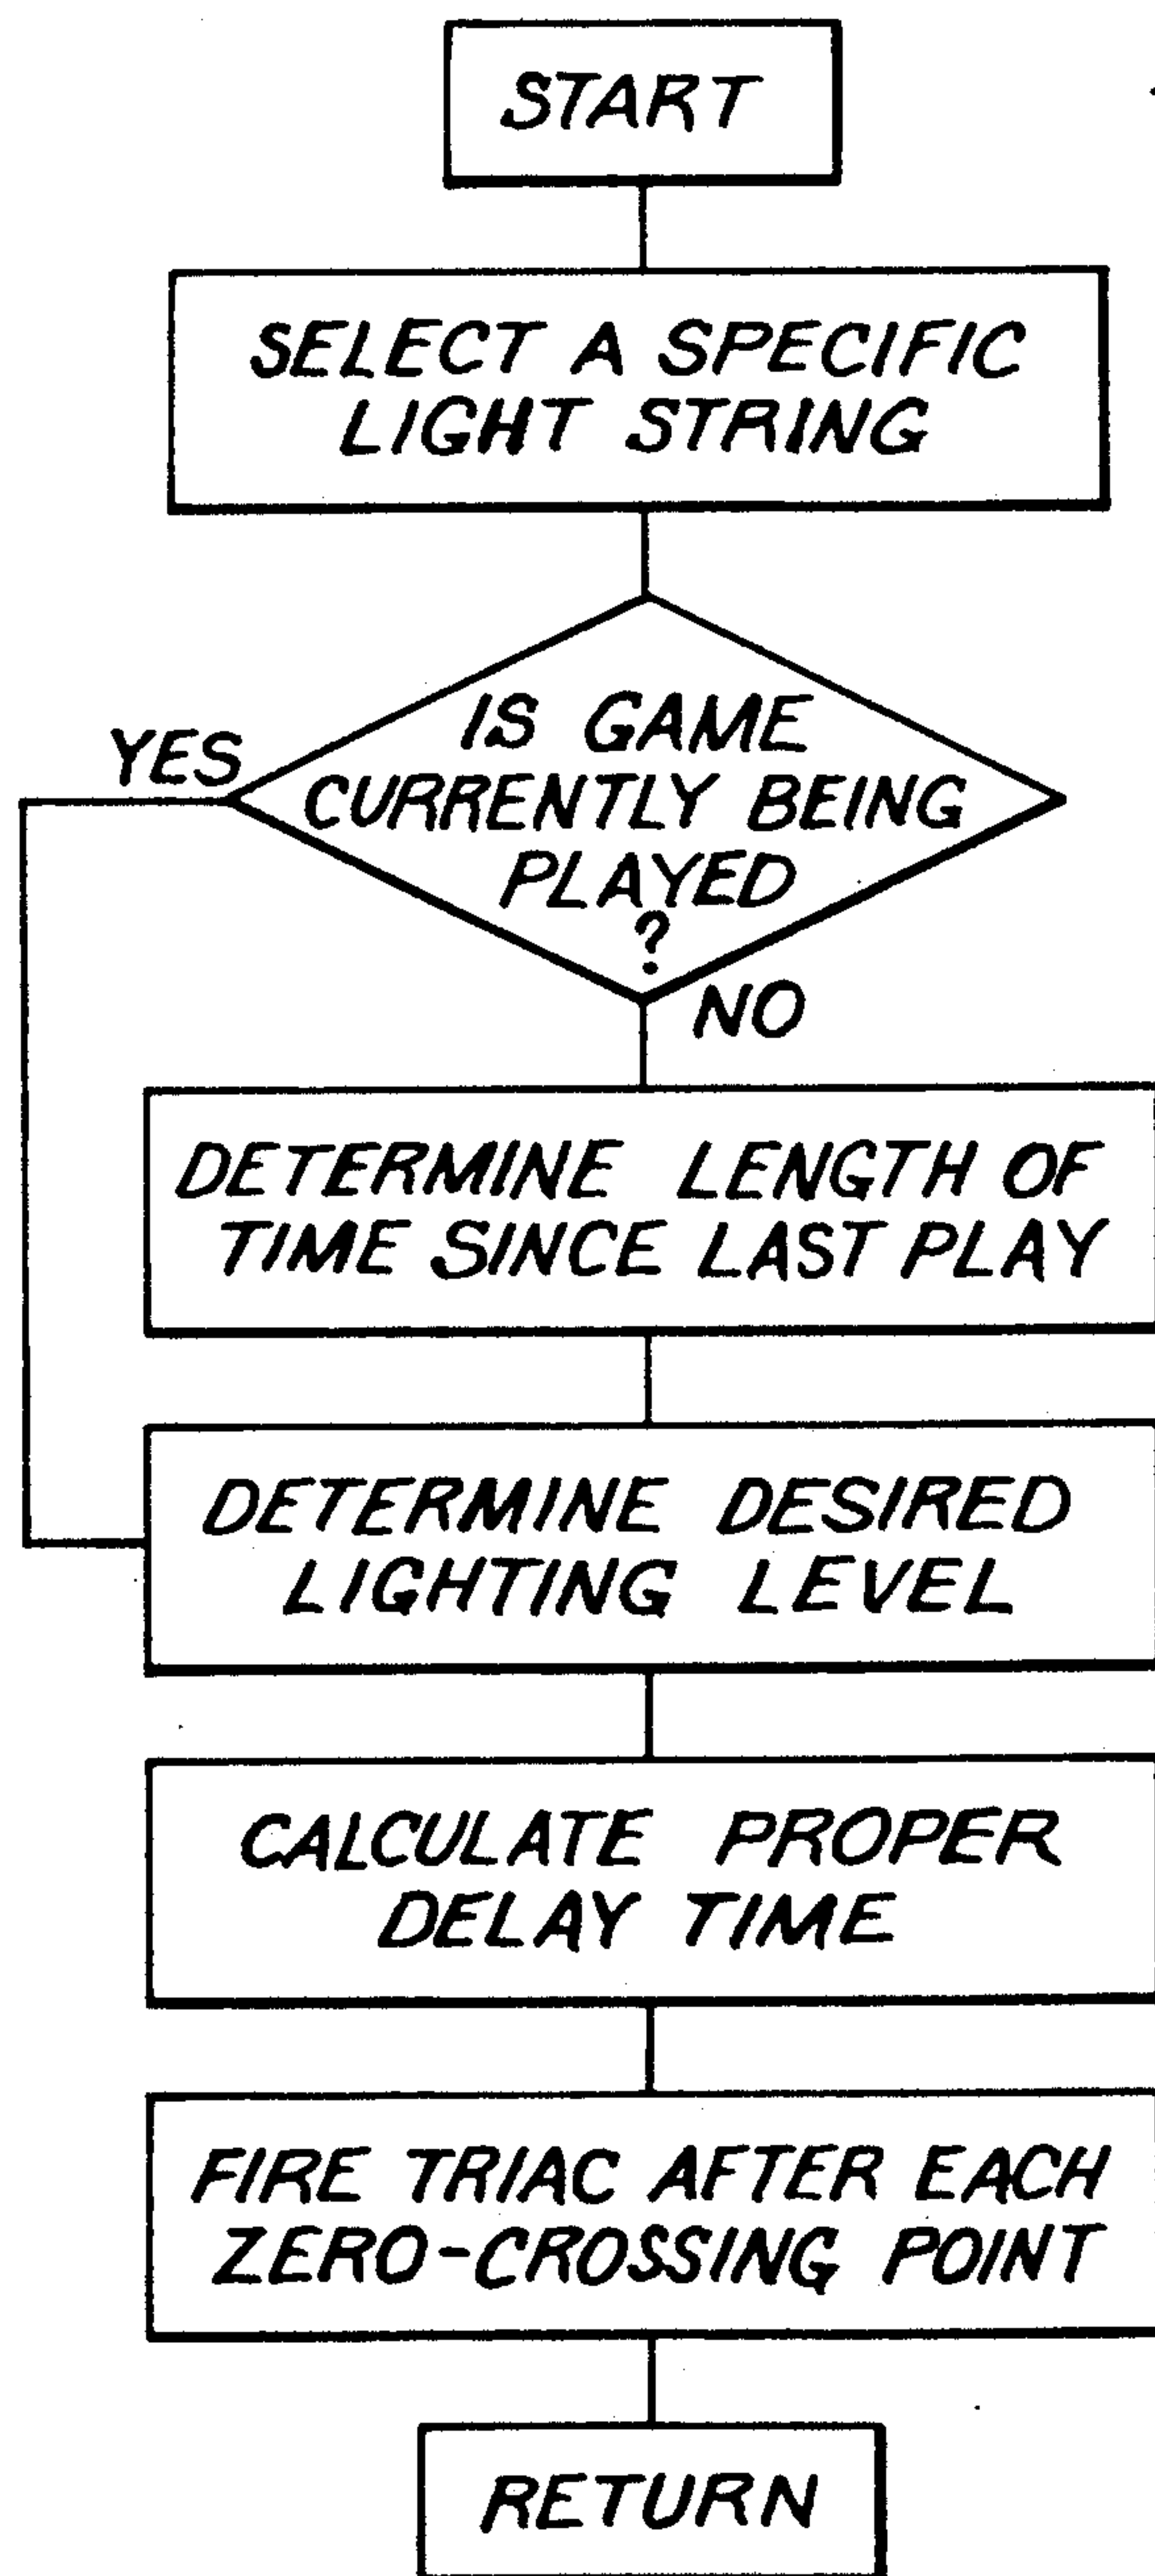 START
SELECT A SPECIFIC
LIGHT STRING
IS GAME
CURRENTLY BEING
PLAYED
?
YES
NO
DETERMINE LENGTH OF
TIME SINCE LAST PLAY
DETERMINE DESIRED
LIGHTING LEVEL
CALCULATE PROPER
DELAY TIME
FIRE TRIAC AFTER EACH
ZERO-CROSSING POINT
RETURN